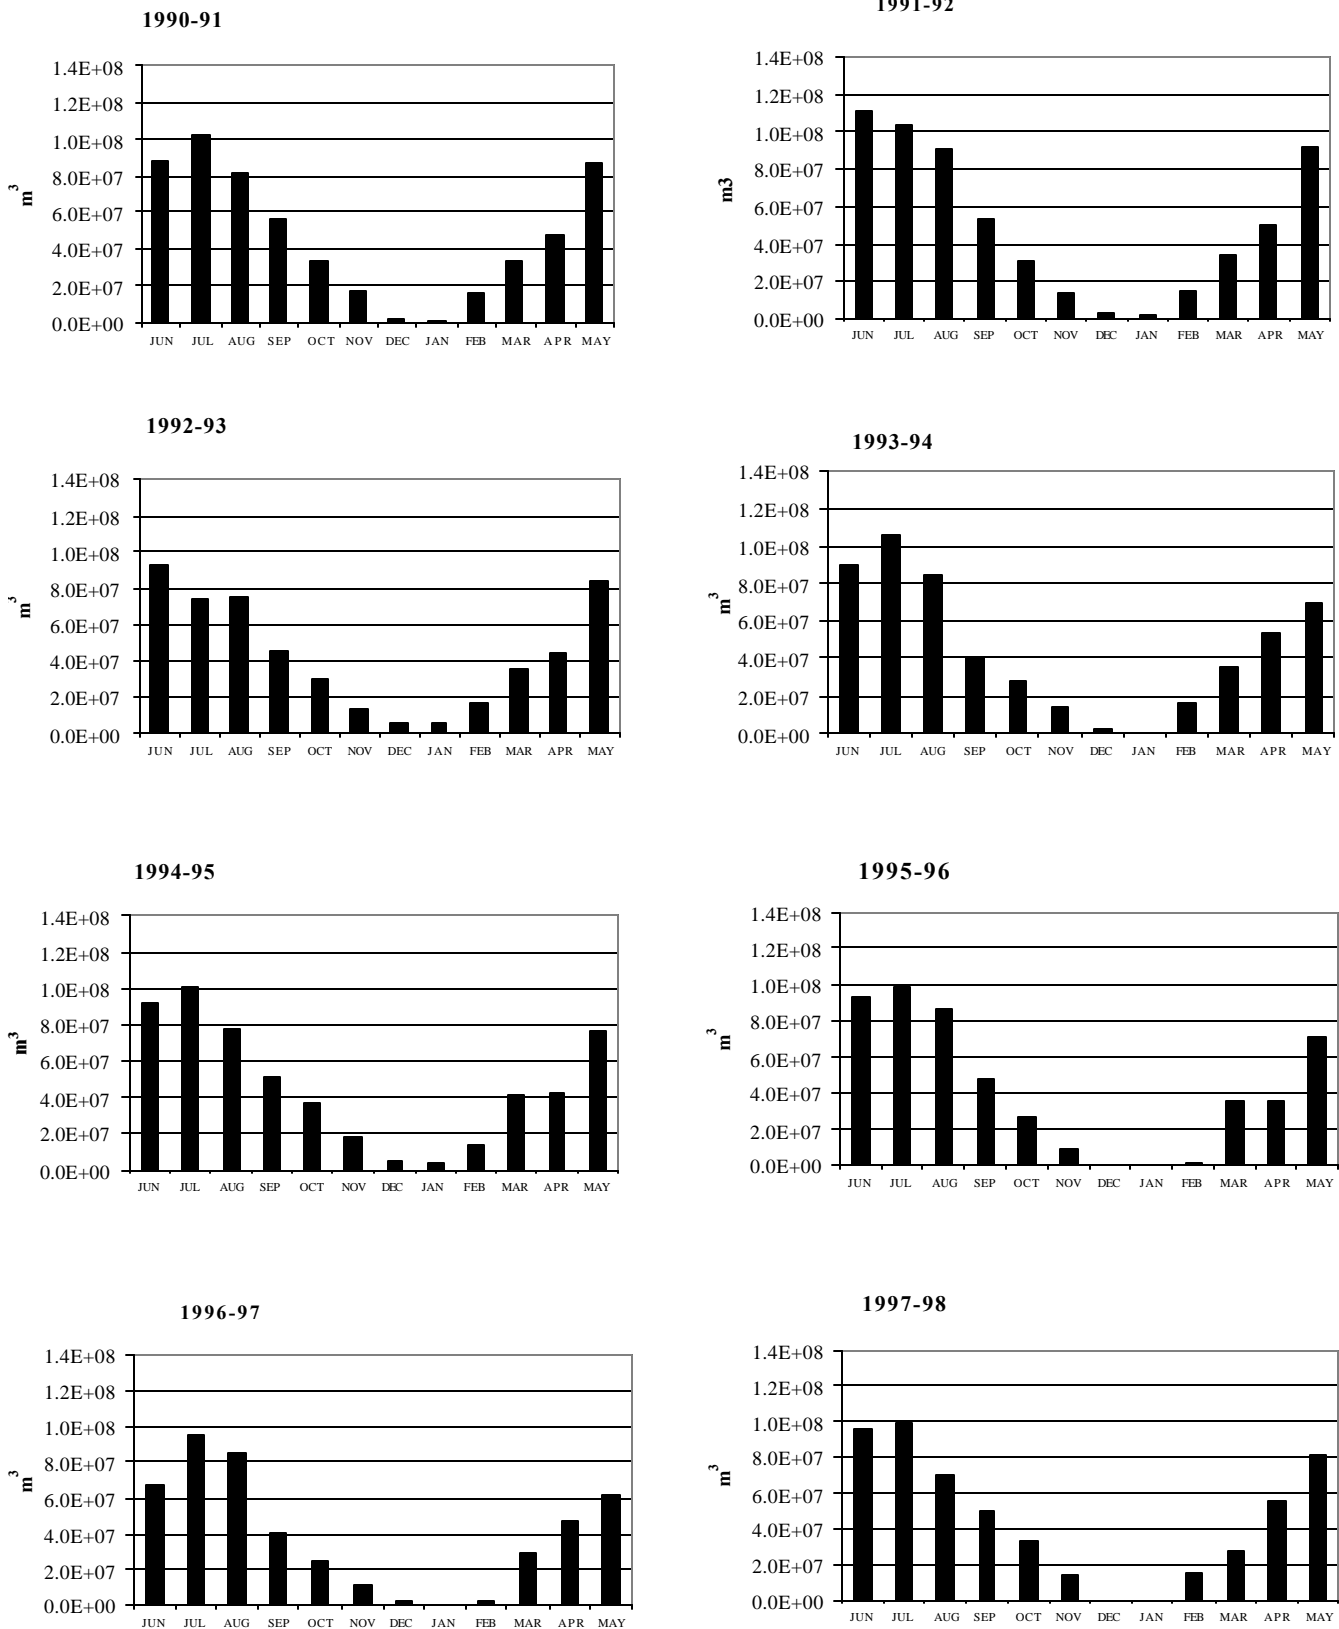 1990-91
1.4E+08
1.2E+08
1.0E+08
8.0E+07
6.0E+07
4.0E+07
2.0E+07
0.0E+00
m3
JUN JUL AUG SEP OCT NOV DEC JAN FEB MAR APR MAY
1991-92
1.4E+08
1.2E+08
1.0E+08
8.0E+07
6.0E+07
4.0E+07
2.0E+07
0.0E+00
m3
JUN JUL AUG SEP OCT NOV DEC JAN FEB MAR APR MAY
1992-93
1.4E+08
1.2E+08
1.0E+08
8.0E+07
6.0E+07
4.0E+07
2.0E+07
0.0E+00
m3
JUN JUL AUG SEP OCT NOV DEC JAN FEB MAR APR MAY
1993-94
1.4E+08
1.2E+08
1.0E+08
8.0E+07
6.0E+07
4.0E+07
2.0E+07
0.0E+00
m3
JUN JUL AUG SEP OCT NOV DEC JAN FEB MAR APR MAY
1994-95
1.4E+08
1.2E+08
1.0E+08
8.0E+07
6.0E+07
4.0E+07
2.0E+07
0.0E+00
m3
JUN JUL AUG SEP OCT NOV DEC JAN FEB MAR APR MAY
1995-96
1.4E+08
1.2E+08
1.0E+08
8.0E+07
6.0E+07
4.0E+07
2.0E+07
0.0E+00
m3
JUN JUL AUG SEP OCT NOV DEC JAN FEB MAR APR MAY
1996-97
1.4E+08
1.2E+08
1.0E+08
8.0E+07
6.0E+07
4.0E+07
2.0E+07
0.0E+00
m3
JUN JUL AUG SEP OCT NOV DEC JAN FEB MAR APR MAY
1997-98
1.4E+08
1.2E+08
1.0E+08
8.0E+07
6.0E+07
4.0E+07
2.0E+07
0.0E+00
m3
JUN JUL AUG SEP OCT NOV DEC JAN FEB MAR APR MAY